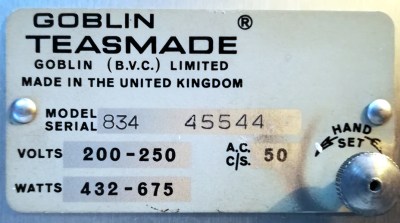 GOBLIN
TEASMADE®
GOBLIN (B.V.C.) LIMITED
MADE IN THE UNITED KINGDOM
MODEL
SERIAL 834 45544
VOLTS 200-250 A.C. C/S. 50
WATTS 432-675
HAND SET